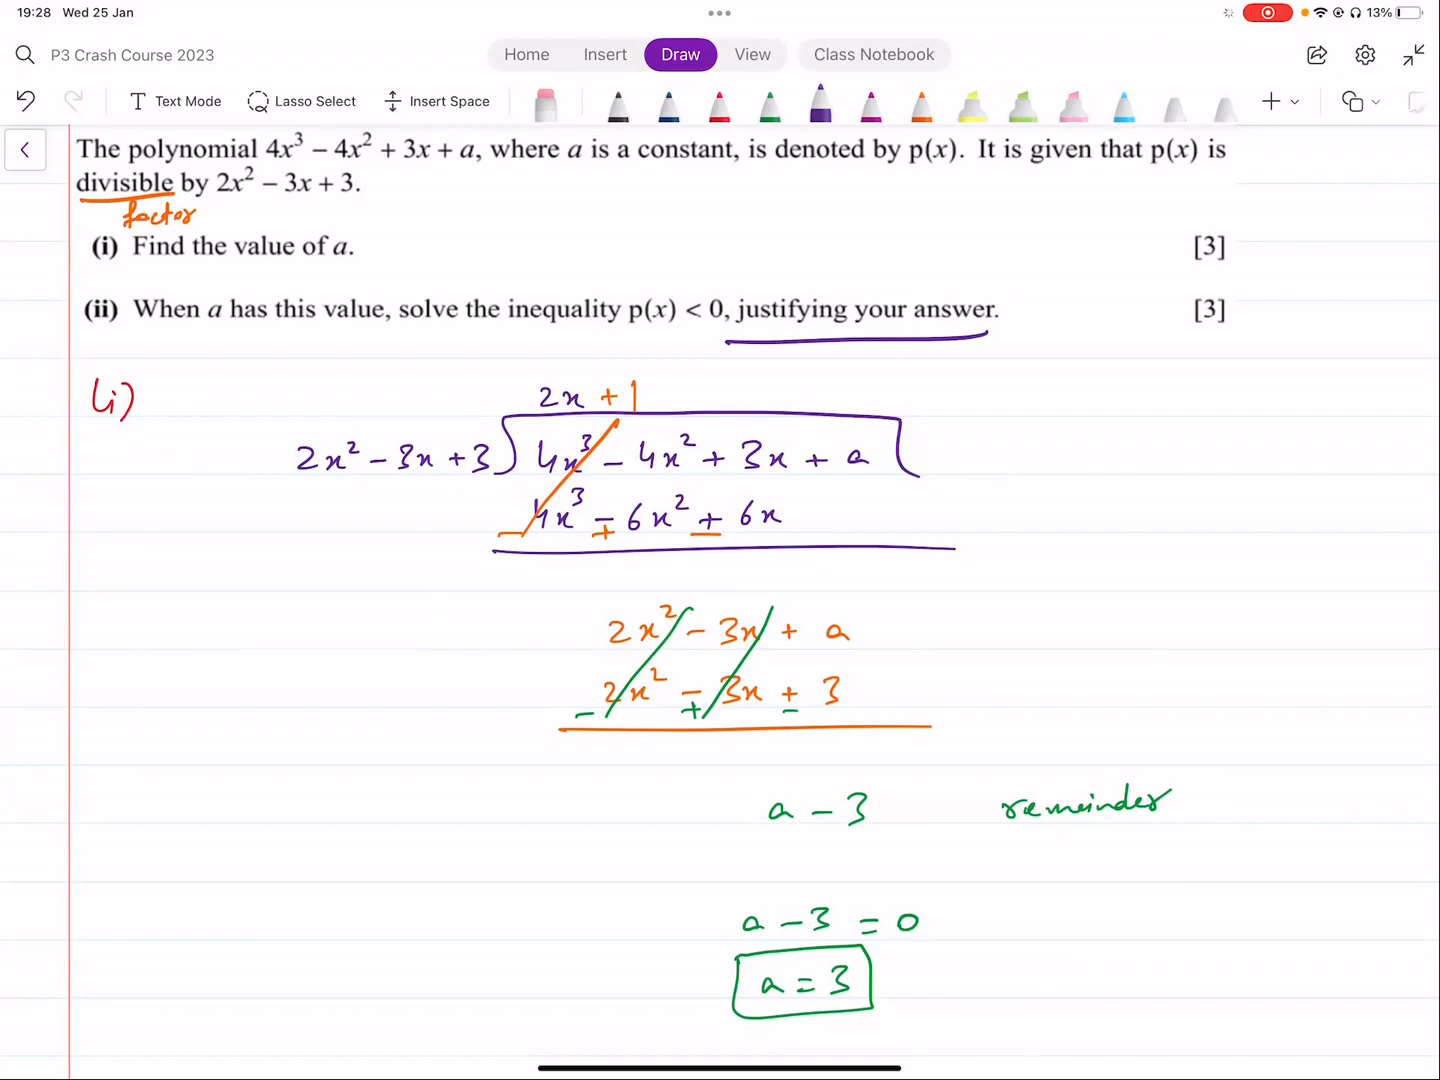 19:28 Wed 25 Jan
13%
P3 Crash Course 2023
Home Insert Draw View Class Notebook
Text Mode Lasso Select Insert Space
The polynomial 4x³ − 4x² + 3x + a, where a is a constant, is denoted by p(x). It is given that p(x) is
divisible by 2x² − 3x + 3.
factor
(i) Find the value of a. [3]
(ii) When a has this value, solve the inequality p(x) < 0, justifying your answer. [3]
(i)
2x + 1
2x² − 3x + 3 ) 4x³ − 4x² + 3x + a
4x³ − 6x² + 6x
− + −
2x² − 3x + a
2x² − 3x + 3
− + −
a − 3 remainder
a − 3 = 0
a = 3